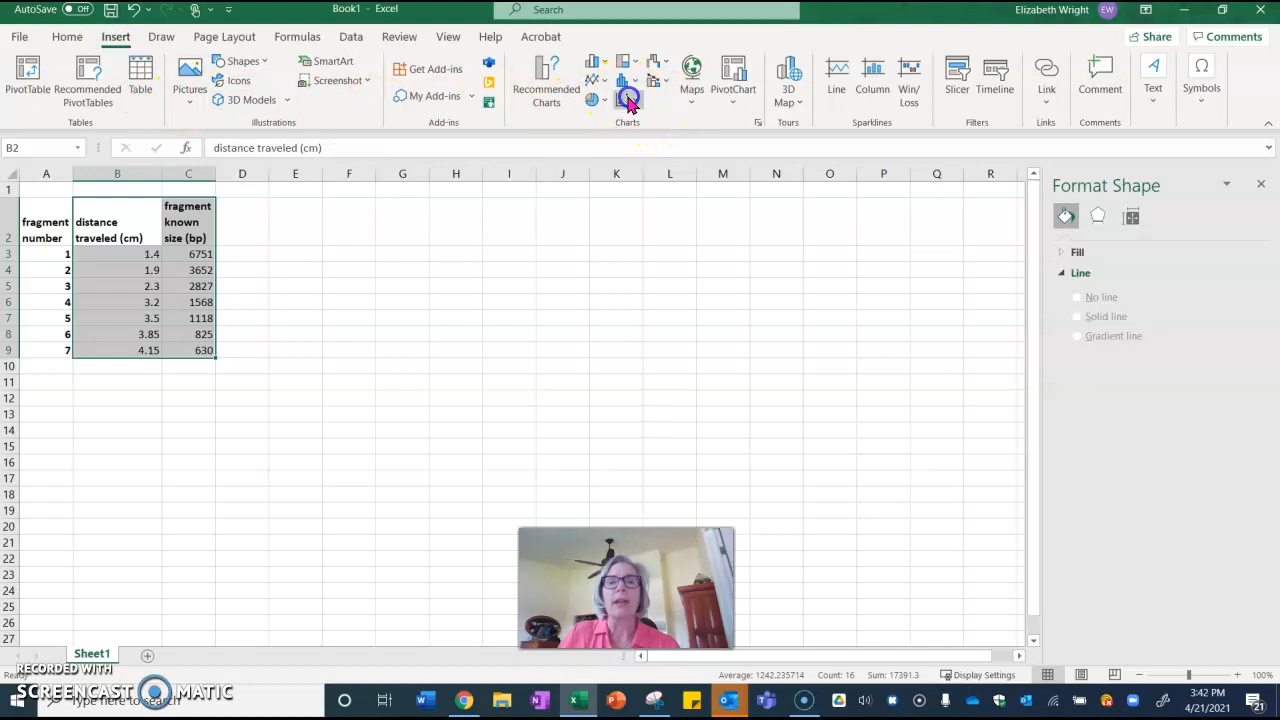 AutoSave Off
Book1 - Excel
Search
Elizabeth Wright EW
File Home Insert Draw Page Layout Formulas Data Review View Help Acrobat
Share Comments
PivotTable
Recommended
PivotTables
Table
Tables
Pictures
Shapes
Icons
3D Models
SmartArt
Screenshot
Illustrations
Get Add-ins
My Add-ins
Add-ins
Recommended
Charts
Maps
PivotChart
Charts
3D
Map
Tours
Line
Column
Win/
Loss
Sparklines
Slicer
Timeline
Filters
Link
Links
Comment
Comments
Text
Symbols
B2
fx
distance traveled (cm)
A B C D E F G H I J K L M N O P Q R
1
2 fragment number distance traveled (cm) fragment known size (bp)
3 1 1.4 6751
4 2 1.9 3652
5 3 2.3 2827
6 4 3.2 1568
7 5 3.5 1118
8 6 3.85 825
9 7 4.15 630
10
11
12
13
14
15
16
17
18
19
20
21
22
23
24
25
26
27
Format Shape
Fill
Line
No line
Solid line
Gradient line
Sheet1
Average: 1242.235714 Count: 16 Sum: 17391.3
Display Settings
100%
RECORDED WITH
SCREENCAST MATIC
Type here to search
3:42 PM
4/21/2021
21